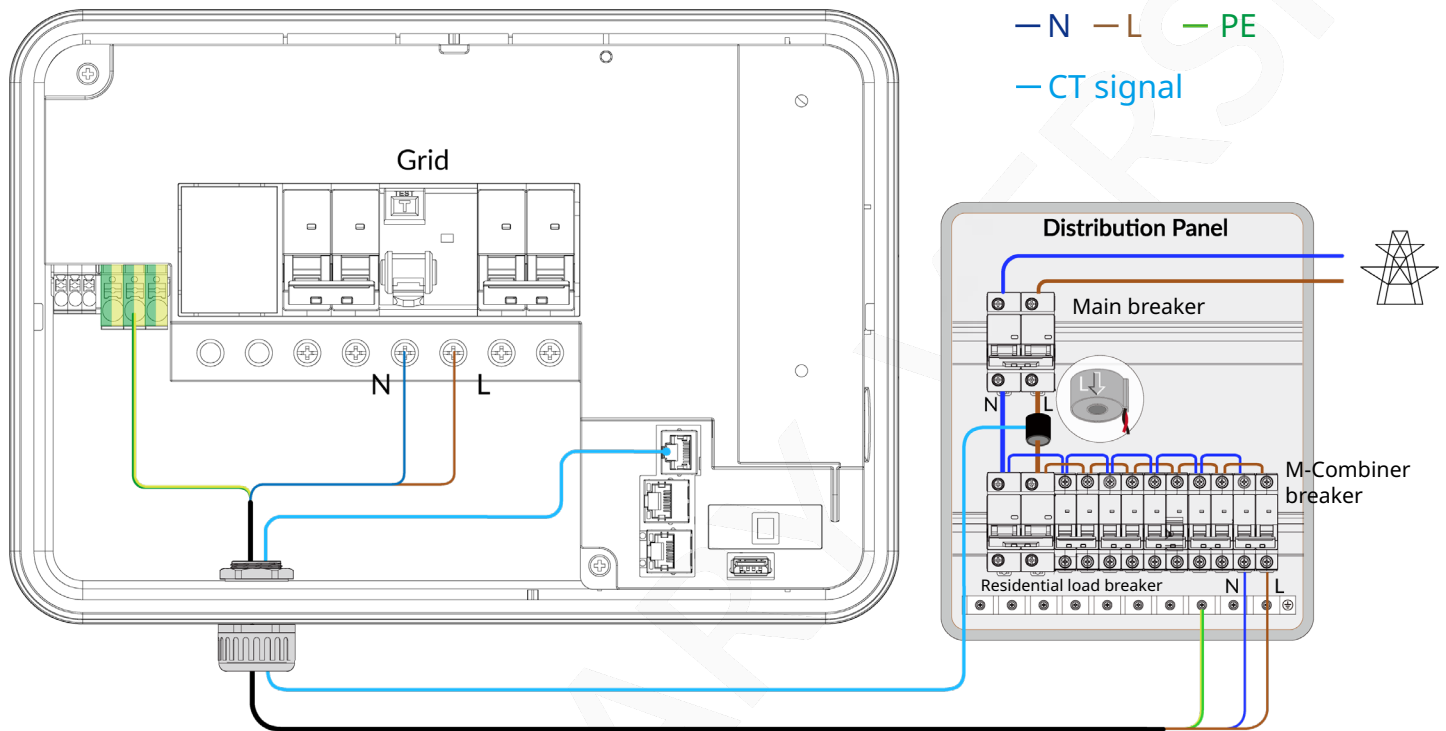 N L PE
CT signal
Grid
TEST
T
N L
Distribution Panel
Main breaker
N L
L
M-Combiner
breaker
Residential load breaker
N L